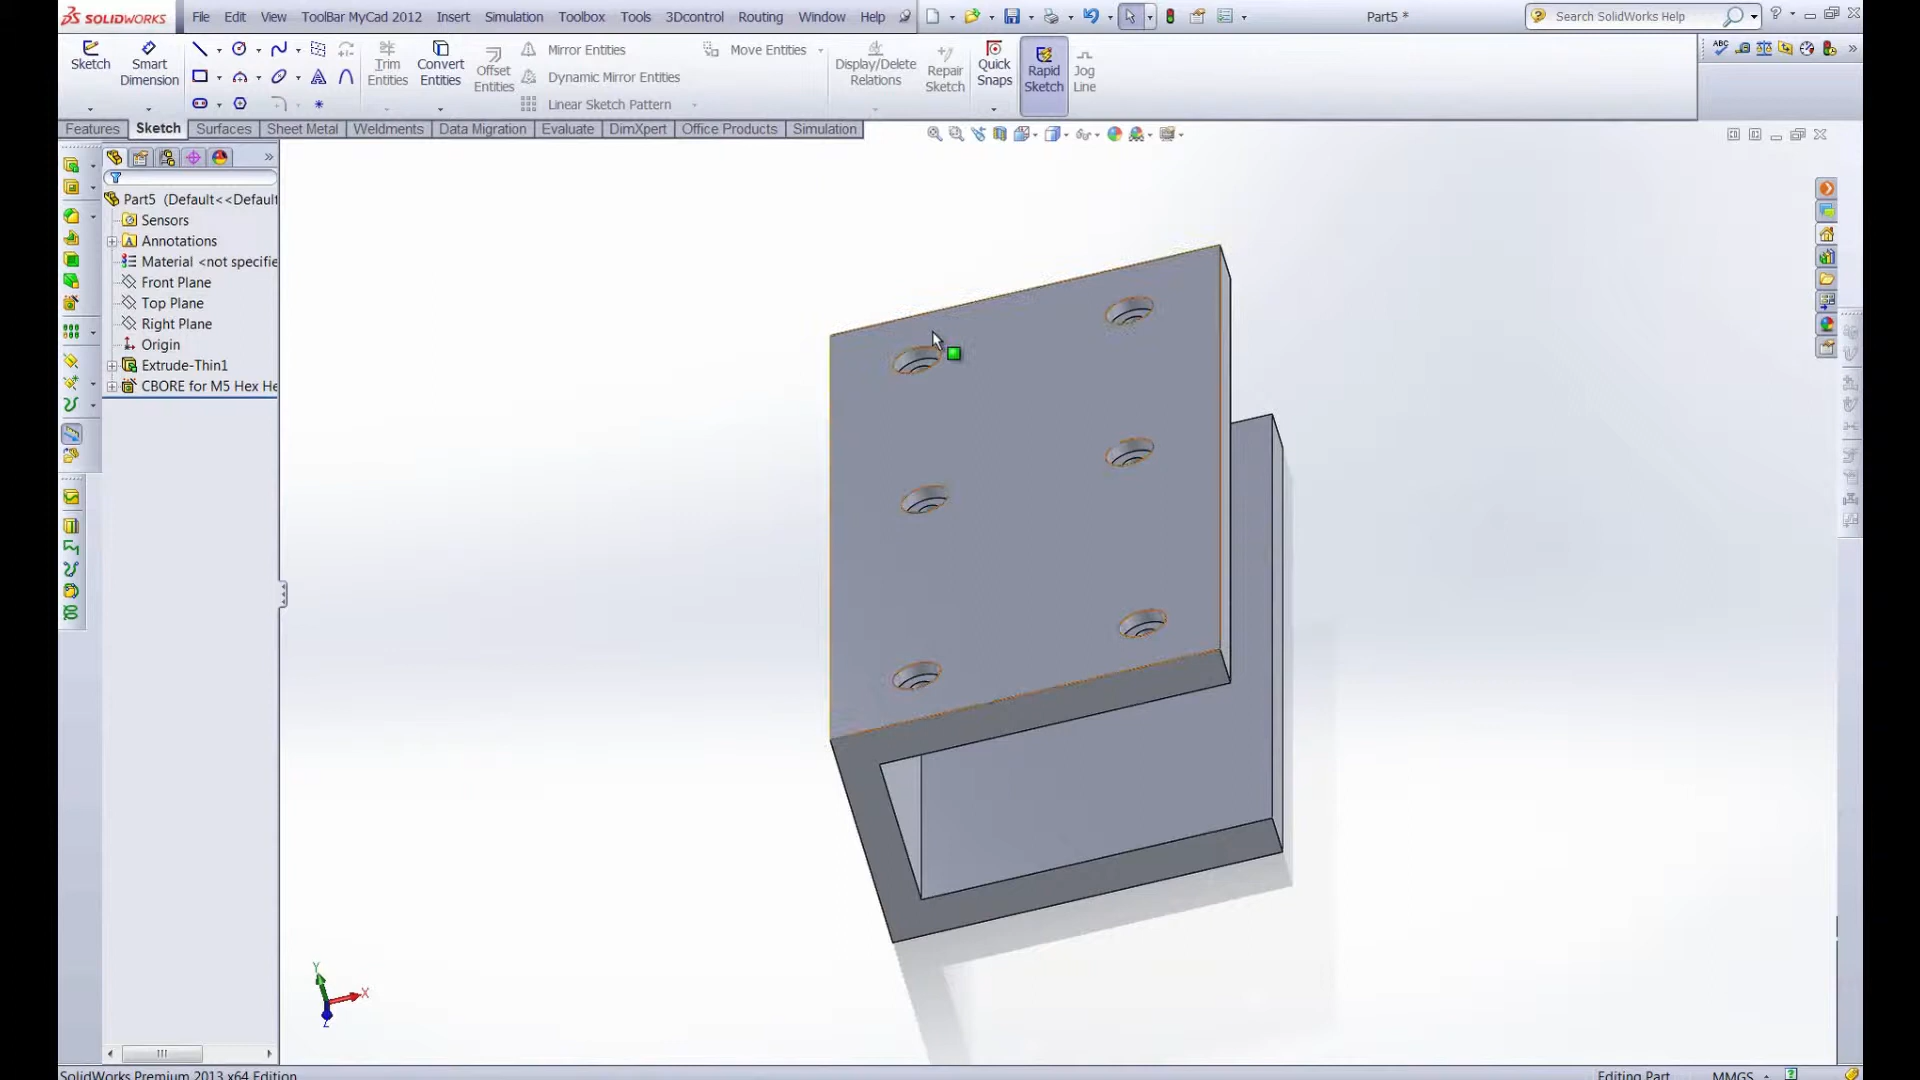 SOLIDWORKS File Edit View ToolBar MyCad 2012 Insert Simulation Toolbox Tools 3Dcontrol Routing Window Help Part5 * Search SolidWorks Help
Sketch Smart Dimension Trim Entities Convert Entities Offset Entities Mirror Entities Dynamic Mirror Entities Linear Sketch Pattern Move Entities Display/Delete Relations Repair Sketch Quick Snaps Rapid Sketch Jog Line
Features Sketch Surfaces Sheet Metal Weldments Data Migration Evaluate DimXpert Office Products Simulation
Part5 (Default<<Defaul
Sensors
Annotations
Material <not specifie
Front Plane
Top Plane
Right Plane
Origin
Extrude-Thin1
CBORE for M5 Hex He
Y
X
Z
SolidWorks Premium 2013 x64 Edition Editing Part MMGS